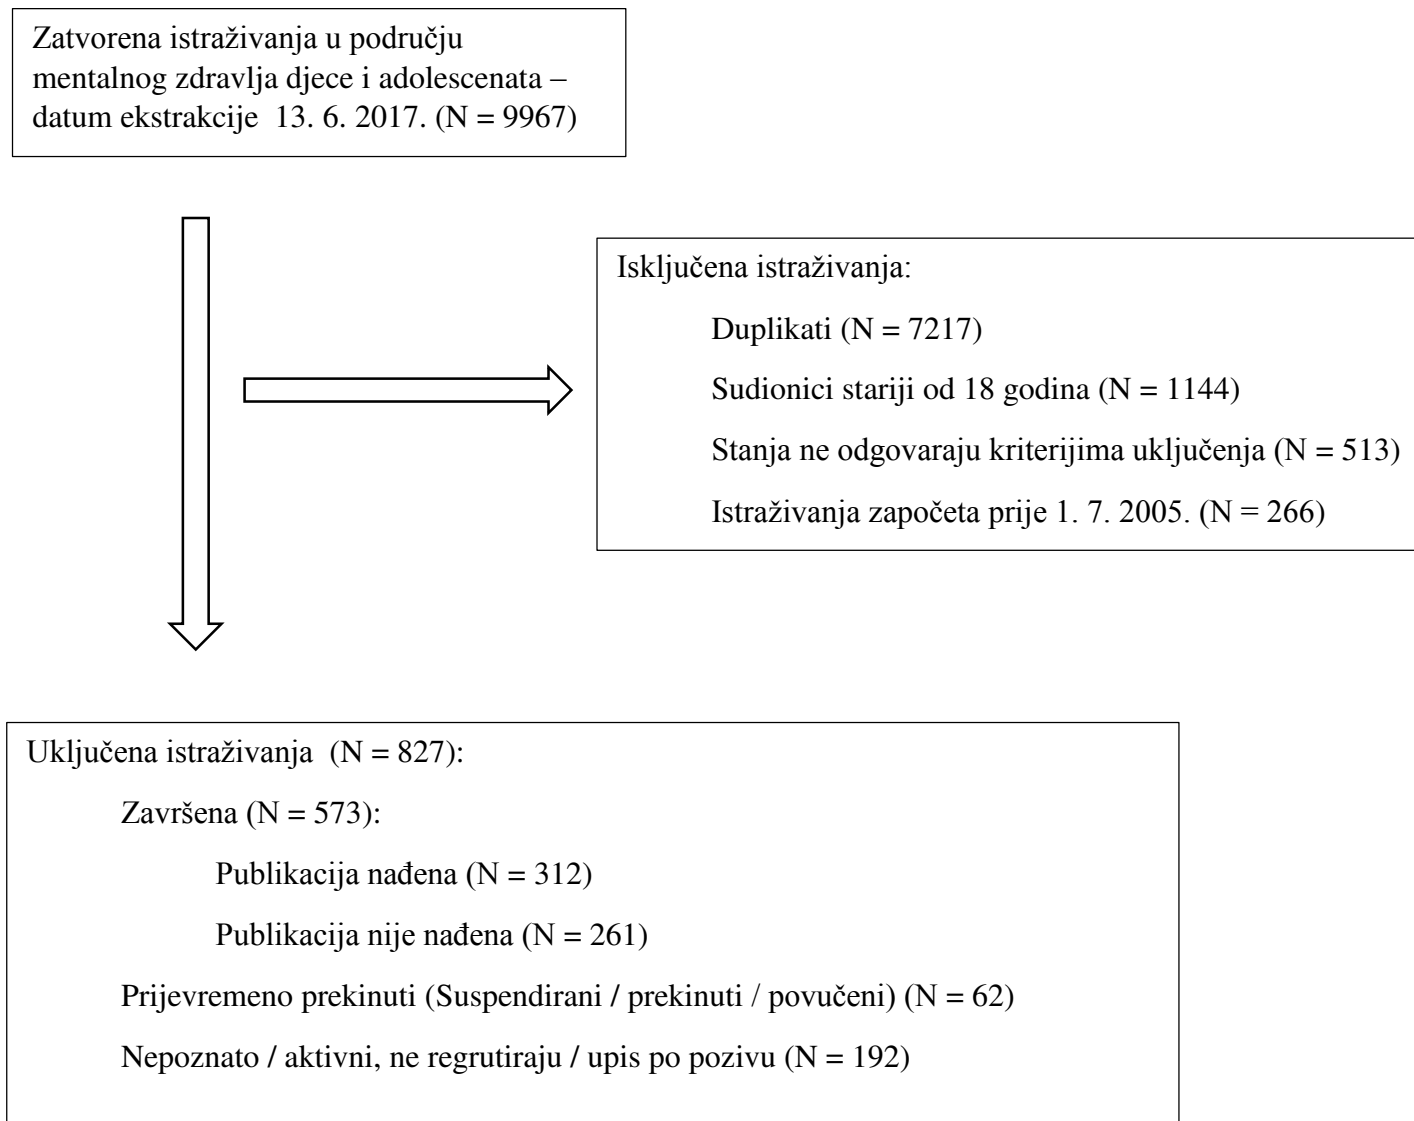 Zatvorena istraživanja u području
mentalnog zdravlja djece i adolescenata –
datum ekstrakcije 13. 6. 2017. (N = 9967)
Isključena istraživanja:
Duplikati (N = 7217)
Sudionici stariji od 18 godina (N = 1144)
Stanja ne odgovaraju kriterijima uključenja (N = 513)
Istraživanja započeta prije 1. 7. 2005. (N = 266)
Uključena istraživanja (N = 827):
Završena (N = 573):
Publikacija nađena (N = 312)
Publikacija nije nađena (N = 261)
Prijevremeno prekinuti (Suspendirani / prekinuti / povučeni) (N = 62)
Nepoznato / aktivni, ne regrutiraju / upis po pozivu (N = 192)